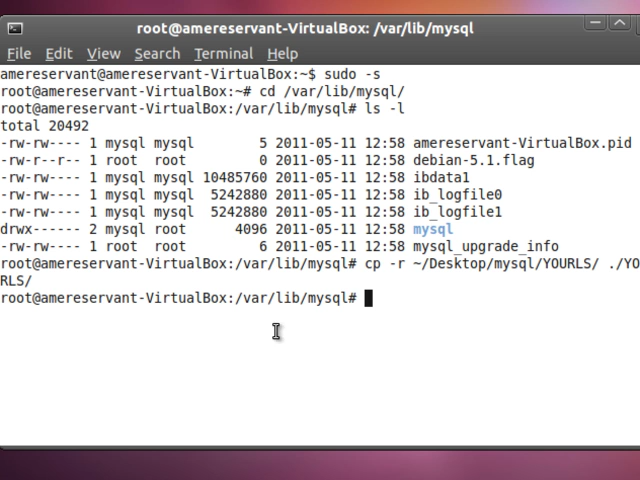 root@amereservant-VirtualBox: /var/lib/mysql
File Edit View Search Terminal Help
amereservant@amereservant-VirtualBox:~$ sudo -s
root@amereservant-VirtualBox:~# cd /var/lib/mysql/
root@amereservant-VirtualBox:/var/lib/mysql# ls -l
total 20492
-rw-rw---- 1 mysql mysql        5 2011-05-11 12:58 amereservant-VirtualBox.pid
-rw-r--r-- 1 root  root         0 2011-05-11 12:58 debian-5.1.flag
-rw-rw---- 1 mysql mysql 10485760 2011-05-11 12:58 ibdata1
-rw-rw---- 1 mysql mysql  5242880 2011-05-11 12:58 ib_logfile0
-rw-rw---- 1 mysql mysql  5242880 2011-05-11 12:58 ib_logfile1
drwx------ 2 mysql root      4096 2011-05-11 12:58 mysql
-rw-rw---- 1 root  root         6 2011-05-11 12:58 mysql_upgrade_info
root@amereservant-VirtualBox:/var/lib/mysql# cp -r ~/Desktop/mysql/YOURLS/ ./YO
RLS/
root@amereservant-VirtualBox:/var/lib/mysql#